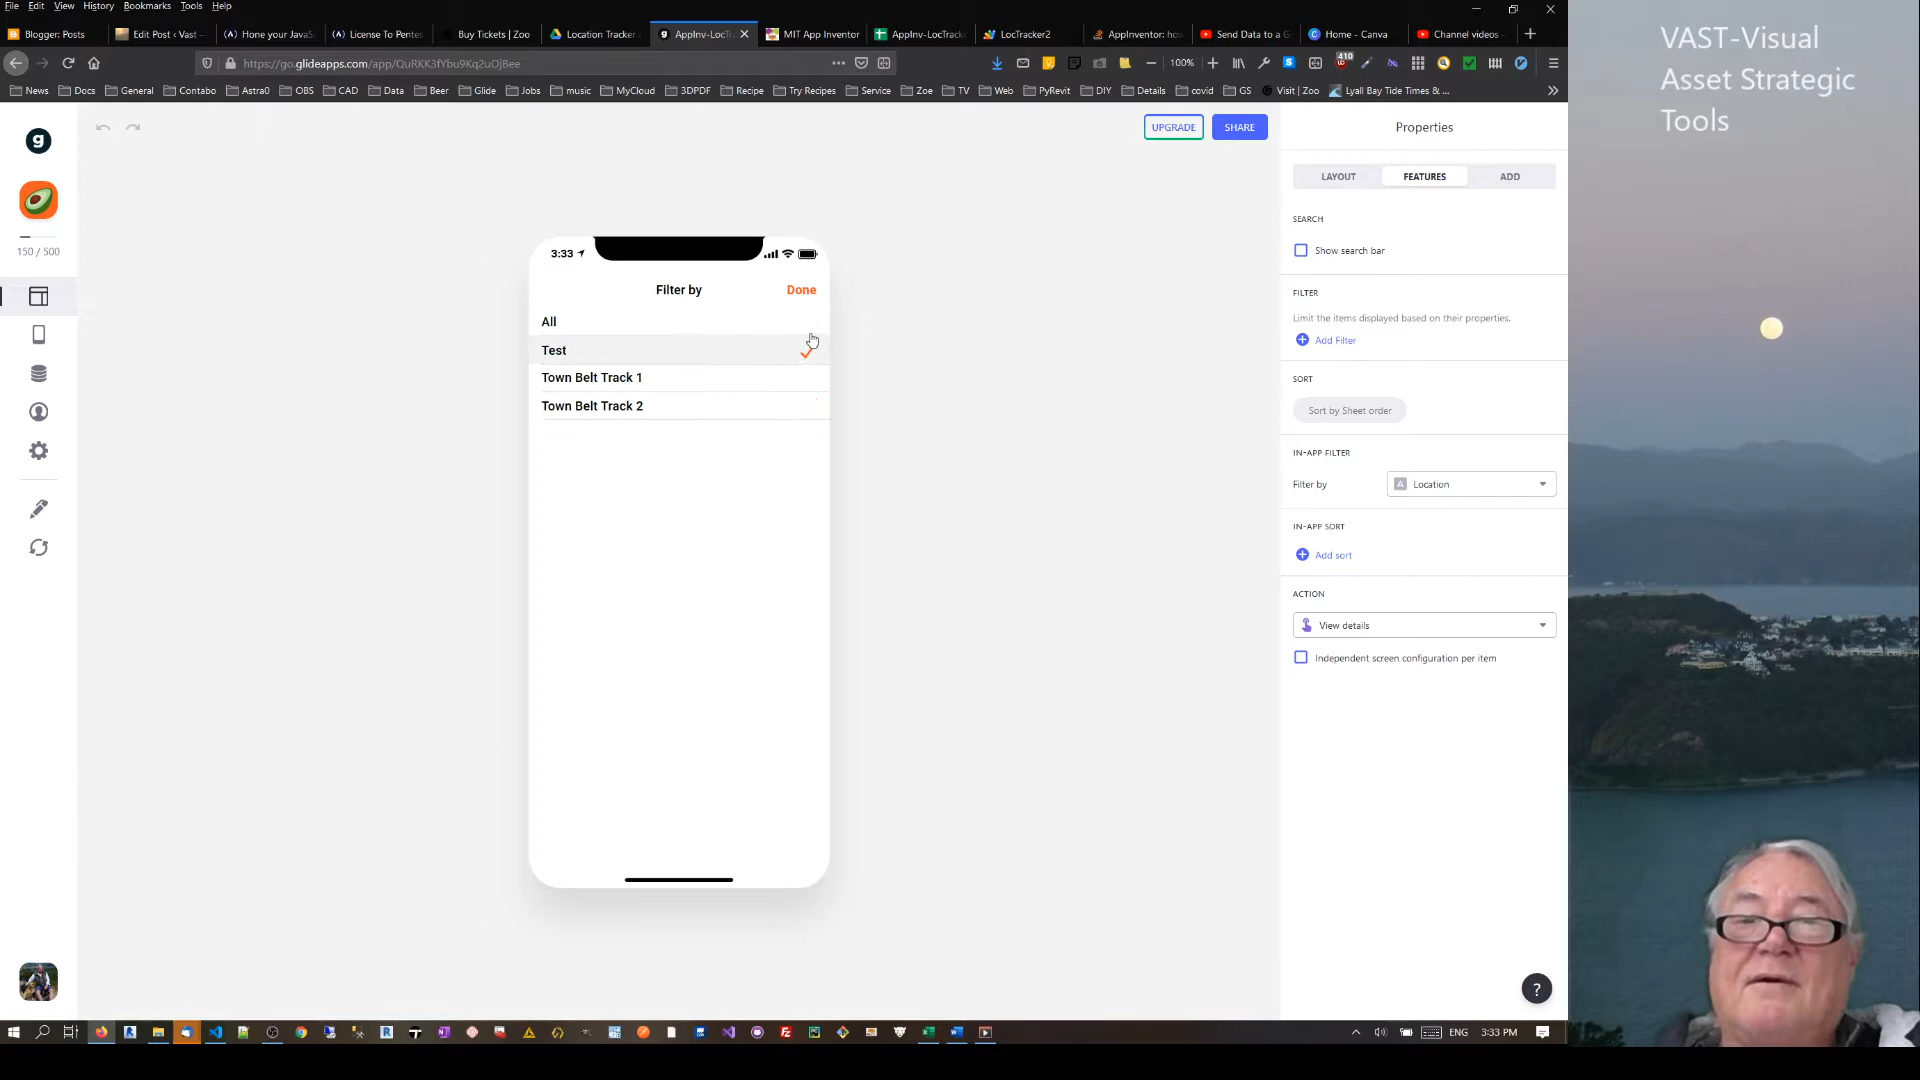 File Edit View History Bookmarks Tools Help
Blogger: Posts
Edit Post ‹ Vast —
Hone your JavaSc
License To Pentes
Buy Tickets | Zoo
Location Tracker
AppInv-LocTr
MIT App Inventor
AppInv-LocTrack
LocTracker2
AppInventor: how
Send Data to a G
Home - Canva
Channel videos -
https://go.glideapps.com/app/QuRKK3fYbu9Kq2uOj8ee
100%
410
News Docs General Contabo Astra0 OBS CAD Data Beer Glide Jobs music MyCloud 3DPDF Recipe Try Recipes Service Zoe TV Web PyRevit DIY Details covid GS Visit | Zoo Lyall Bay Tide Times & ...
VAST-Visual
Asset Strategic
Tools
g
150 / 500
UPGRADE
SHARE
3:33
Filter by
Done
All
Test
Town Belt Track 1
Town Belt Track 2
Properties
LAYOUT FEATURES ADD
SEARCH
Show search bar
FILTER
Limit the items displayed based on their properties.
Add Filter
SORT
Sort by Sheet order
IN-APP FILTER
Filter by
A Location
IN-APP SORT
Add sort
ACTION
View details
Independent screen configuration per item
?
ENG 3:33 PM